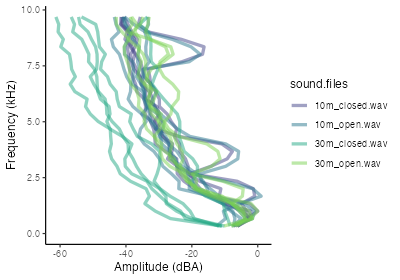 10.0
7.5
5.0
2.5
0.0
Frequency (kHz)
-60
-40
-20
0
Amplitude (dBA)
sound.files
10m_closed.wav
10m_open.wav
30m_closed.wav
30m_open.wav